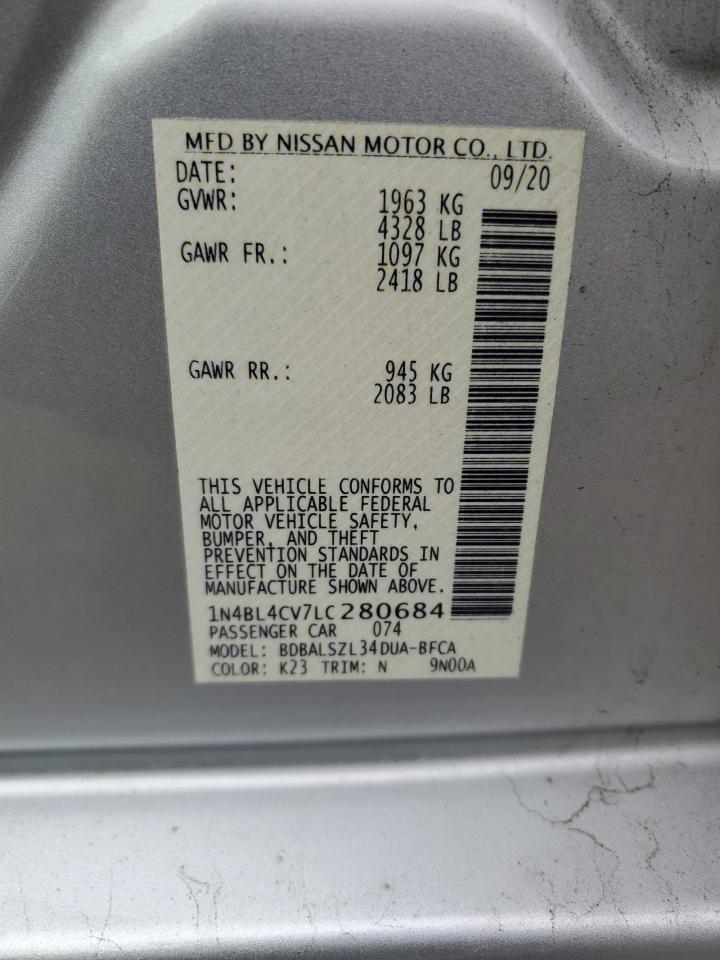 MFD BY NISSAN MOTOR CO., LTD.
DATE: 09/20
GVWR: 1963 KG
4328 LB
GAWR FR.: 1097 KG
2418 LB
GAWR RR.: 945 KG
2083 LB
THIS VEHICLE CONFORMS TO
ALL APPLICABLE FEDERAL
MOTOR VEHICLE SAFETY,
BUMPER, AND THEFT
PREVENTION STANDARDS IN
EFFECT ON THE DATE OF
MANUFACTURE SHOWN ABOVE.
1N4BL4CV7LC280684
PASSENGER CAR 074
MODEL: BDBALSZL34DUA-BFCA
COLOR: K23 TRIM: N 9N00A